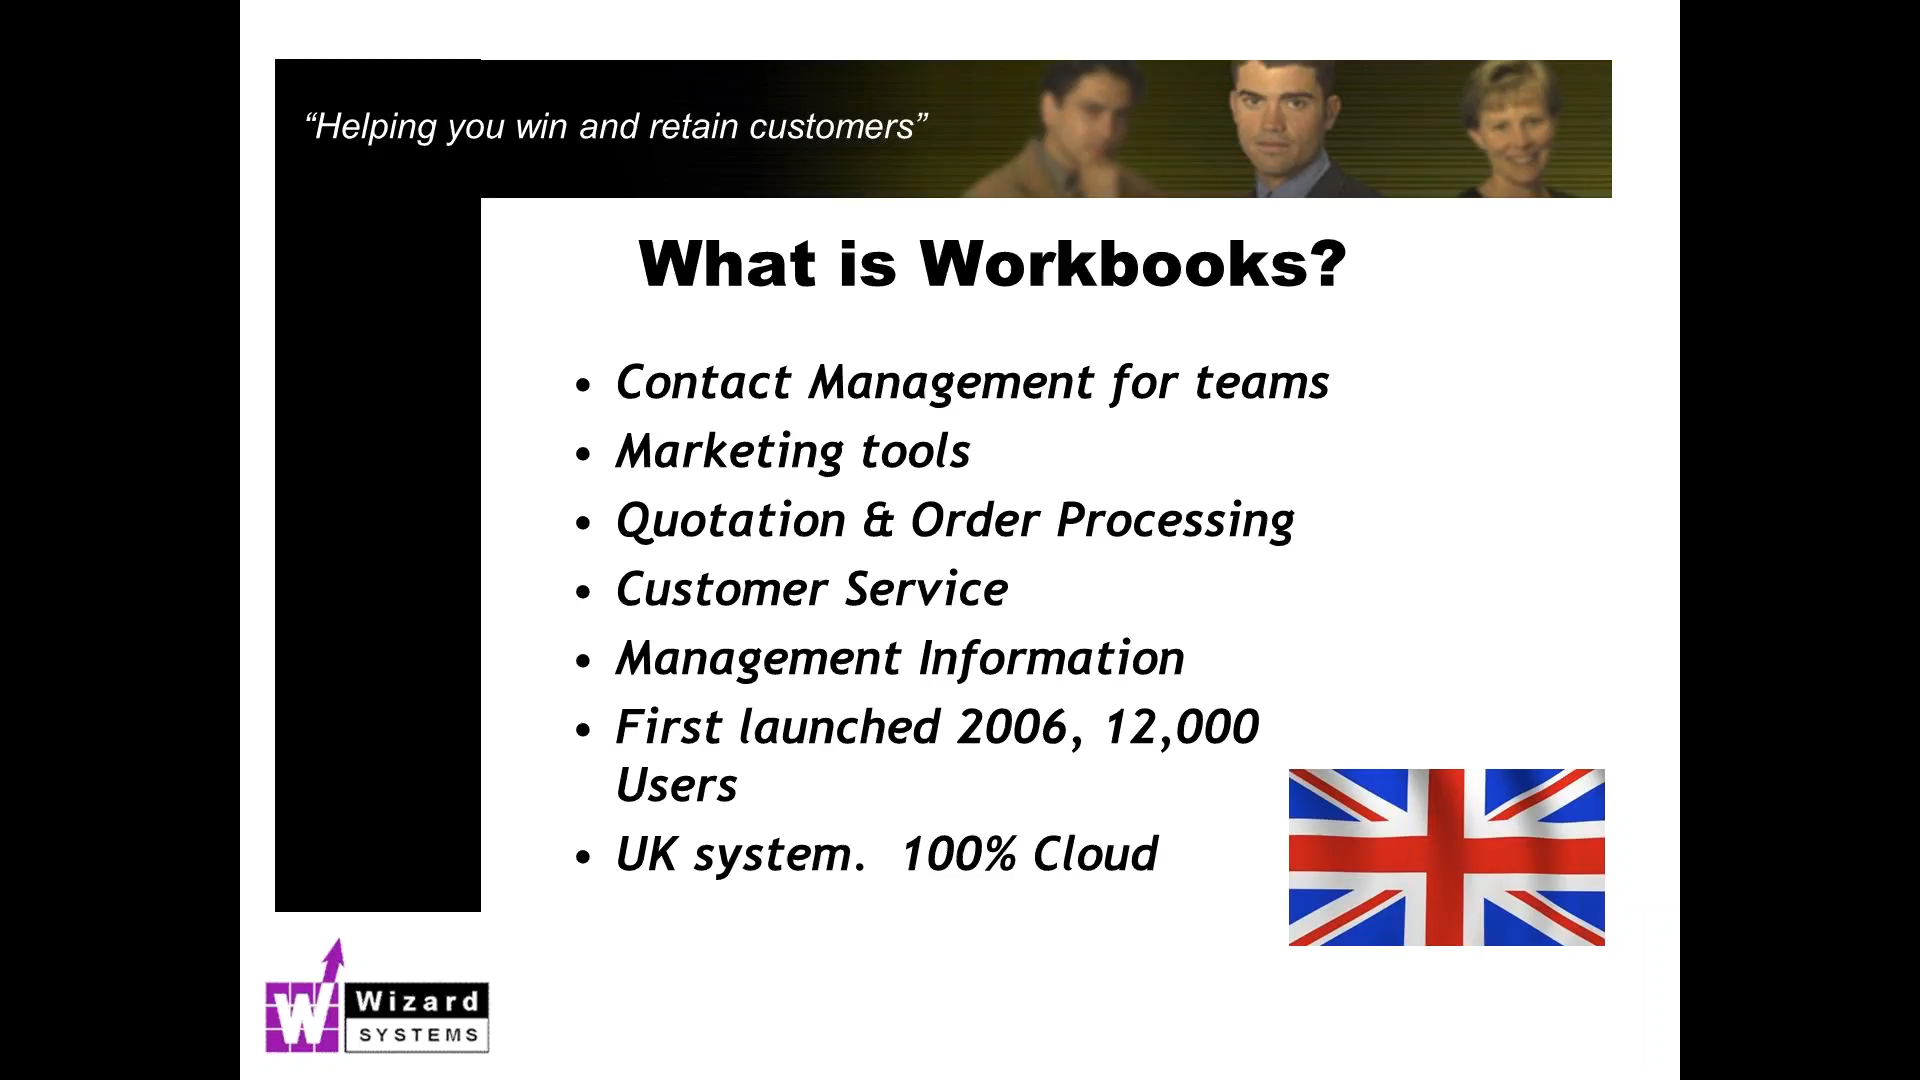 “Helping you win and retain customers”
What is Workbooks?
• Contact Management for teams
• Marketing tools
• Quotation & Order Processing
• Customer Service
• Management Information
• First launched 2006, 12,000
Users
• UK system.  100% Cloud
W
Wizard
SYSTEMS